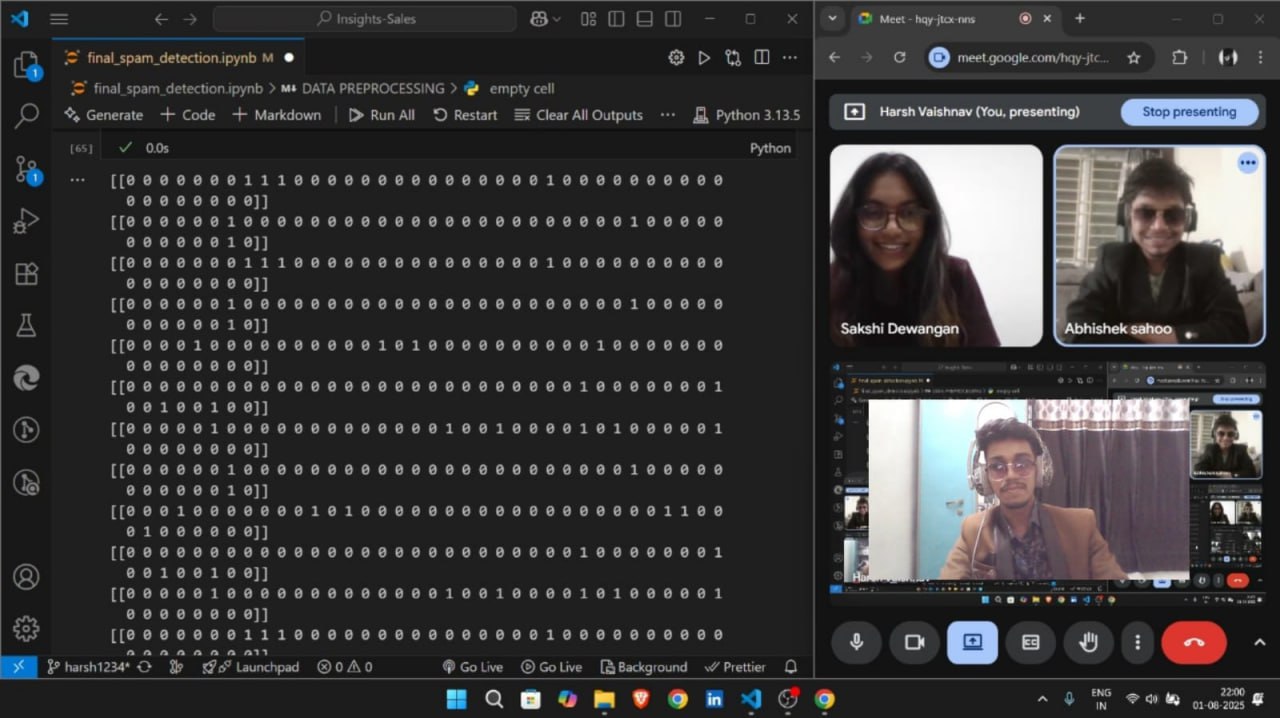 Insights-Sales
final_spam_detection.ipynb M
final_spam_detection.ipynb > M↓ DATA PREPROCESSING > empty cell
Generate + Code + Markdown Run All Restart Clear All Outputs ... Python 3.13.5
[65] 0.0s Python
[[0 0 0 0 0 0 0 1 1 1 0 0 0 0 0 0 0 0 0 0 0 0 0 0 0 1 0 0 0 0 0 0 0 0 0 0
0 0 0 0 0 0 0 0]]
[[0 0 0 0 0 0 1 0 0 0 0 0 0 0 0 0 0 0 0 0 0 0 0 0 0 0 0 0 0 0 1 0 0 0 0 0
0 0 0 0 0 0 1 0]]
[[0 0 0 0 0 0 0 1 1 1 0 0 0 0 0 0 0 0 0 0 0 0 0 0 0 1 0 0 0 0 0 0 0 0 0 0
0 0 0 0 0 0 0 0]]
[[0 0 0 0 0 0 1 0 0 0 0 0 0 0 0 0 0 0 0 0 0 0 0 0 0 0 0 0 0 0 1 0 0 0 0 0
0 0 0 0 0 0 1 0]]
[[0 0 0 0 1 0 0 0 0 0 0 0 0 0 0 1 0 1 0 0 0 0 0 0 0 0 0 0 1 0 0 0 0 0 0 0
0 0 0 0 0 0 0 0]]
[[0 0 0 0 0 0 0 0 0 0 0 0 0 0 0 0 0 0 0 0 0 0 0 0 0 0 0 1 0 0 0 0 0 0 0 1
0 0 1 0 0 1 0 0]]
[[0 0 0 0 0 1 0 0 0 0 0 0 0 0 0 0 0 0 0 1 0 0 1 0 0 0 0 1 0 1 0 0 0 0 0 1
0 0 0 0 0 0 0 0]]
[[0 0 0 0 0 0 1 0 0 0 0 0 0 0 0 0 0 0 0 0 0 0 0 0 0 0 0 0 0 0 1 0 0 0 0 0
0 0 0 0 0 0 1 0]]
[[0 0 0 1 0 0 0 0 0 0 0 1 0 1 0 0 0 0 0 0 0 0 0 0 0 0 0 0 0 0 0 0 1 1 0 0
0 1 0 0 0 0 0 0]]
[[0 0 0 0 0 0 0 0 0 0 0 0 0 0 0 0 0 0 0 0 0 0 0 0 0 0 0 1 0 0 0 0 0 0 0 1
0 0 1 0 0 1 0 0]]
[[0 0 0 0 0 1 0 0 0 0 0 0 0 0 0 0 0 0 0 1 0 0 1 0 0 0 0 1 0 1 0 0 0 0 0 1
0 0 0 0 0 0 0 0]]
[[0 0 0 0 0 0 0 1 1 1 0 0 0 0 0 0 0 0 0 0 0 0 0 0 0 1 0 0 0 0 0 0 0 0 0 0
harsh1234* Launchpad 0 0 Go Live Go Live Background Prettier
Meet - hqy-jtcx-nns
meet.google.com/hqy-jtc...
Harsh Vaishnav (You, presenting) Stop presenting
Sakshi Dewangan
Abhishek sahoo
ENG
IN
22:00
01-08-2025